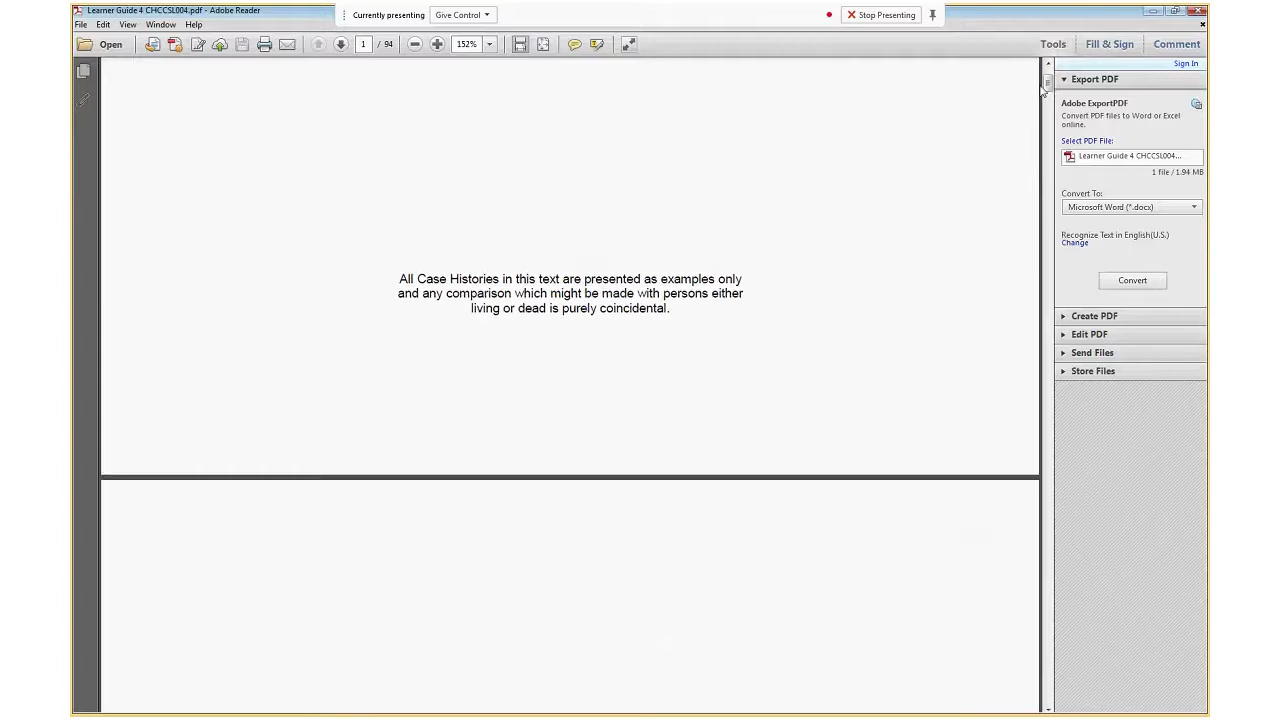 Learner Guide 4 CHCCSL004.pdf - Adobe Reader
Currently presenting Give Control Stop Presenting
File Edit View Window Help
Open 1 / 94 152% Tools Fill & Sign Comment
Sign In
Export PDF
Adobe ExportPDF
Convert PDF files to Word or Excel
online.
Select PDF File:
Learner Guide 4 CHCCSL004...
1 file / 1.94 MB
Convert To:
Microsoft Word (*.docx)
Recognize Text in English(U.S.)
Change
Convert
Create PDF
Edit PDF
Send Files
Store Files
All Case Histories in this text are presented as examples only
and any comparison which might be made with persons either
living or dead is purely coincidental.